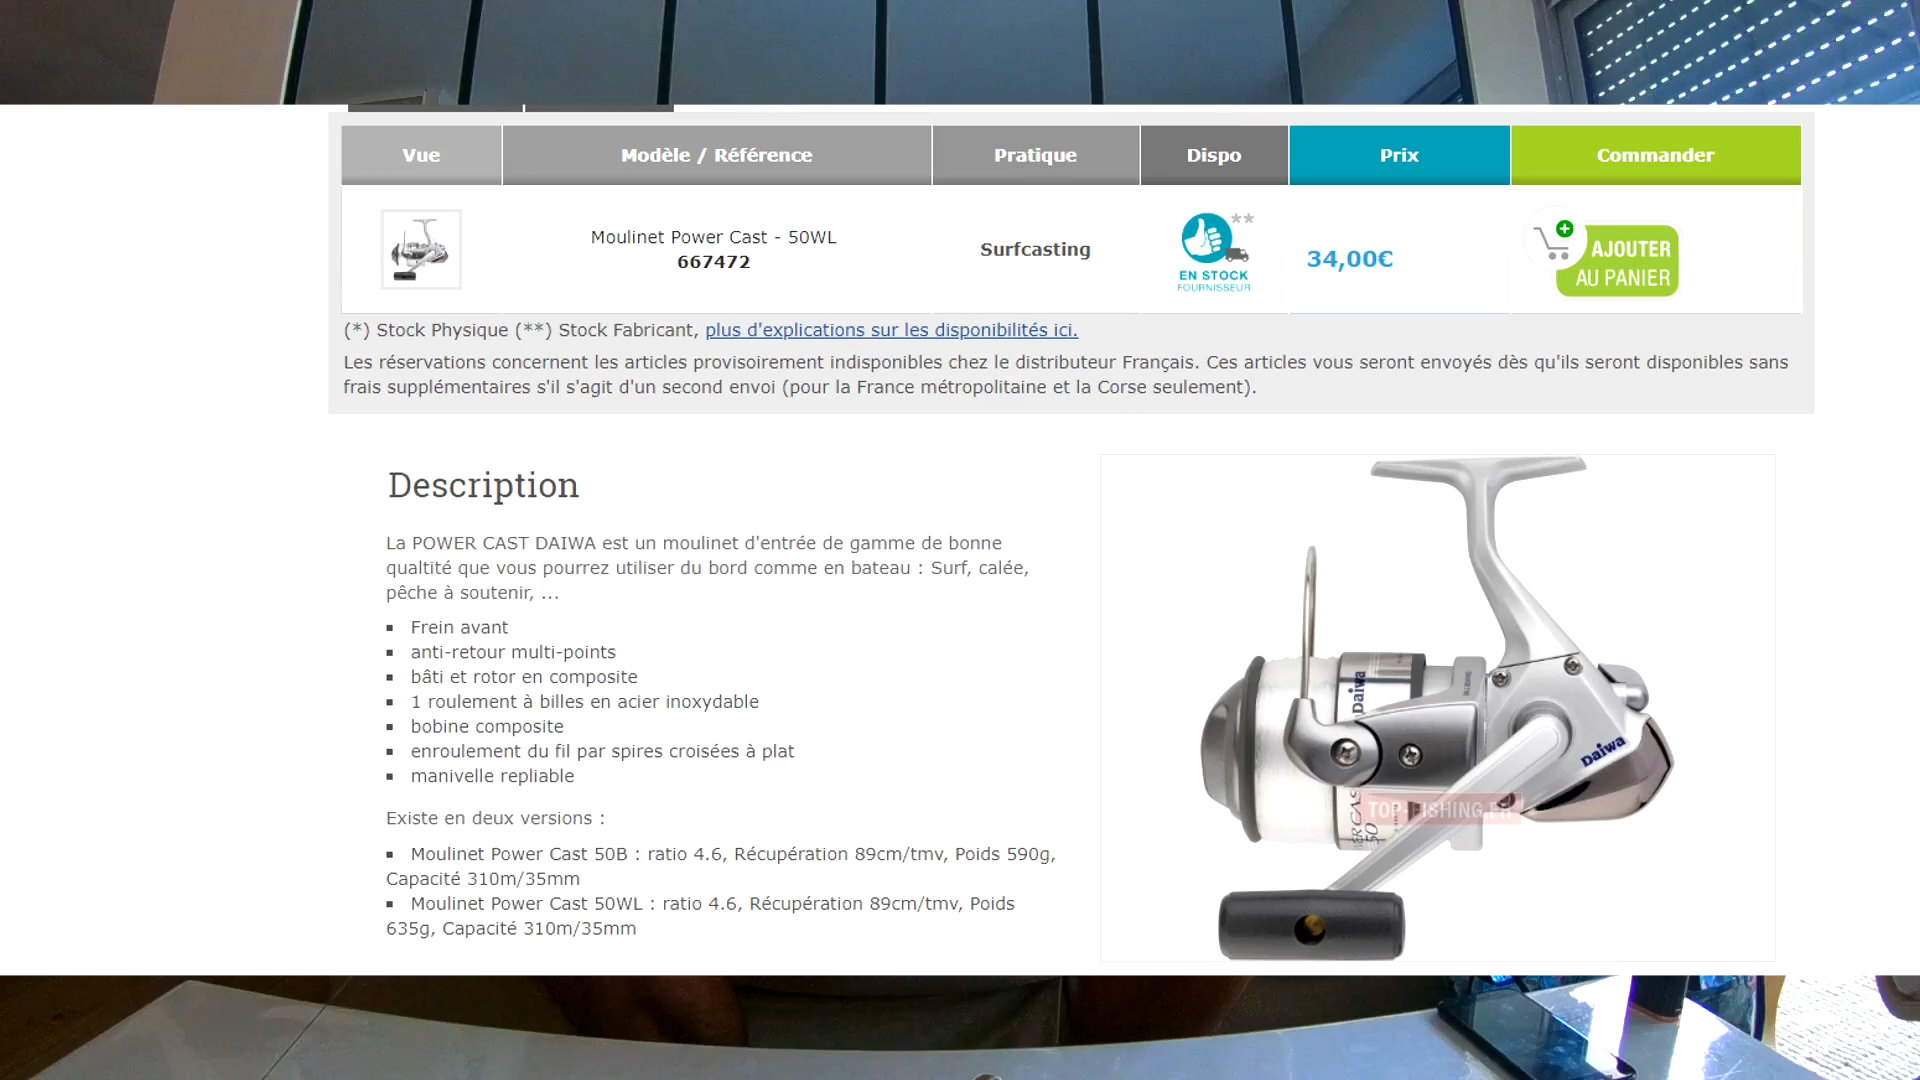 Vue Modèle / Référence Pratique Dispo Prix Commander
Moulinet Power Cast - 50WL
667472
Surfcasting
**
EN STOCK
FOURNISSEUR
34,00€
AJOUTER
AU PANIER
(*) Stock Physique (**) Stock Fabricant, plus d'explications sur les disponibilités ici.
Les réservations concernent les articles provisoirement indisponibles chez le distributeur Français. Ces articles vous seront envoyés dès qu'ils seront disponibles sans
frais supplémentaires s'il s'agit d'un second envoi (pour la France métropolitaine et la Corse seulement).
Description
La POWER CAST DAIWA est un moulinet d'entrée de gamme de bonne
qualtité que vous pourrez utiliser du bord comme en bateau : Surf, calée,
pêche à soutenir, ...
▪ Frein avant
▪ anti-retour multi-points
▪ bâti et rotor en composite
▪ 1 roulement à billes en acier inoxydable
▪ bobine composite
▪ enroulement du fil par spires croisées à plat
▪ manivelle repliable
Existe en deux versions :
▪ Moulinet Power Cast 50B : ratio 4.6, Récupération 89cm/tmv, Poids 590g,
Capacité 310m/35mm
▪ Moulinet Power Cast 50WL : ratio 4.6, Récupération 89cm/tmv, Poids
635g, Capacité 310m/35mm
Daiwa
Daiwa
TOP-FISHING.FR
50